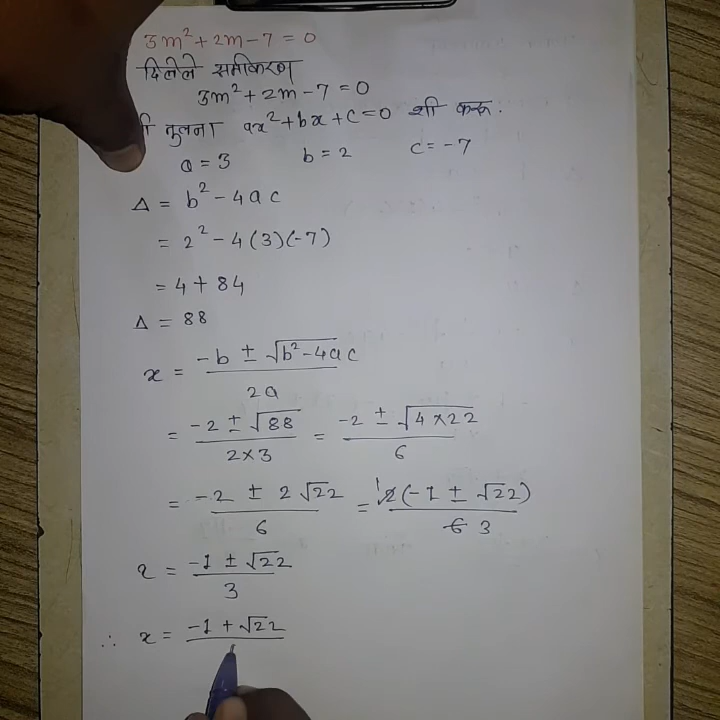 3m² + 2m - 7 = 0
दिलेले समीकरण
3m² + 2m - 7 = 0
तुलना ax² + bx + c = 0 शी करू.
a = 3 b = 2 c = -7
Δ = b² - 4ac
= 2² - 4(3)(-7)
= 4 + 84
Δ = 88
x = (-b ± √(b² - 4ac)) / 2a
= (-2 ± √88) / (2×3) = (-2 ± √(4×22)) / 6
= (-2 ± 2√22) / 6 = 2(-1 ± √22) / 6 3
x = (-1 ± √22) / 3
∴ x = -1 + √22